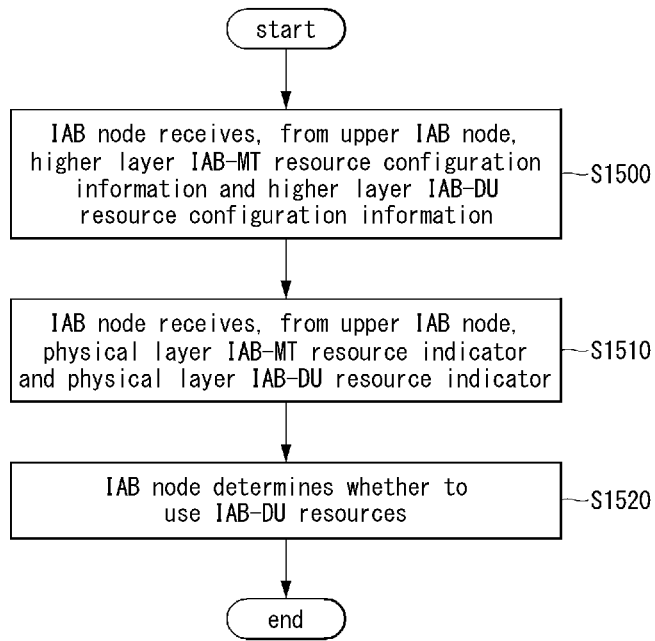 start
IAB node receives, from upper IAB node,
higher layer IAB-MT resource configuration
information and higher layer IAB-DU
resource configuration information
S1500
IAB node receives, from upper IAB node,
physical layer IAB-MT resource indicator
and physical layer IAB-DU resource indicator
S1510
IAB node determines whether to
use IAB-DU resources
S1520
end